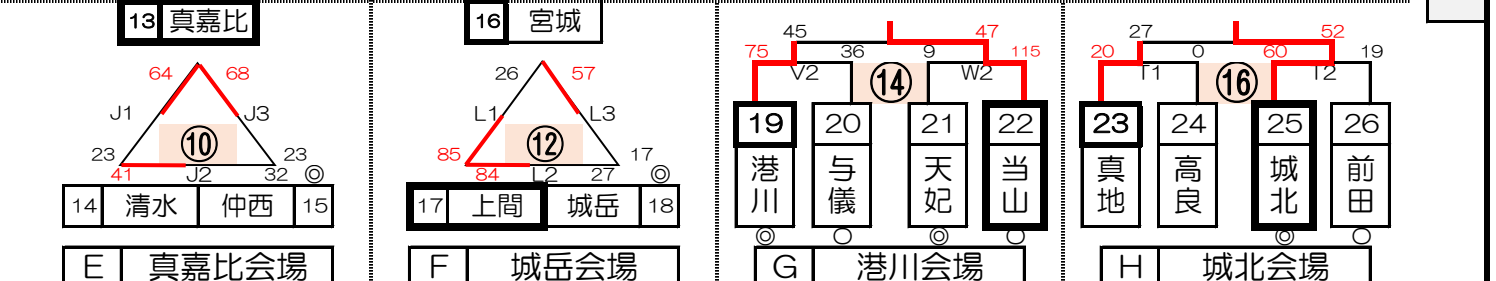 13 真嘉比
64 68
J1 J3
⑩
23 23
41 J2 32 ◎
14 清水 仲西 15
E 真嘉比会場
16 宮城
26 57
L1 L3
⑫
85 17
84 L2 27 ◎
17 上間 城岳 18
F 城岳会場
45 47
75 36 9 115
V2 W2
⑭
19 20 21 22
港川 与儀 天妃 当山
◎ ○ ◎ ○
G 港川会場
27 52
20 0 60 19
T1 T2
⑯
23 24 25 26
真地 高良 城北 前田
◎ ○
H 城北会場